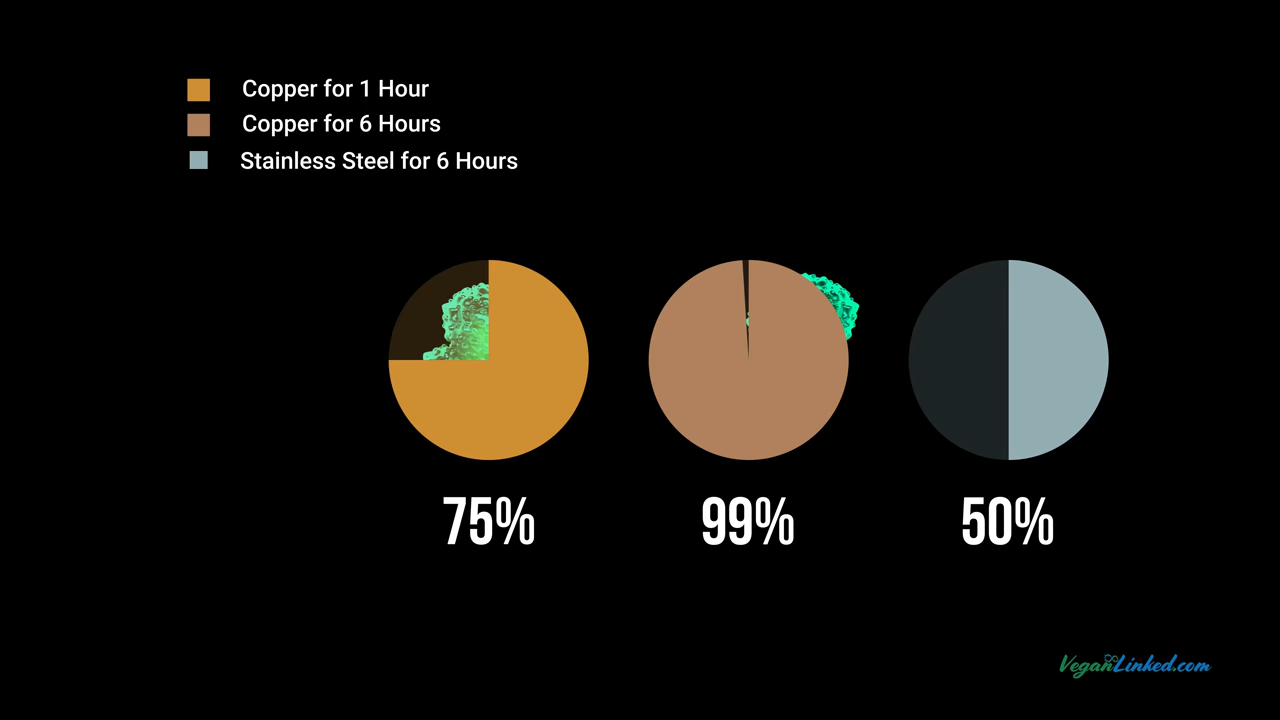 Copper for 1 Hour
Copper for 6 Hours
Stainless Steel for 6 Hours
75%
99%
50%
VeganLinked.com